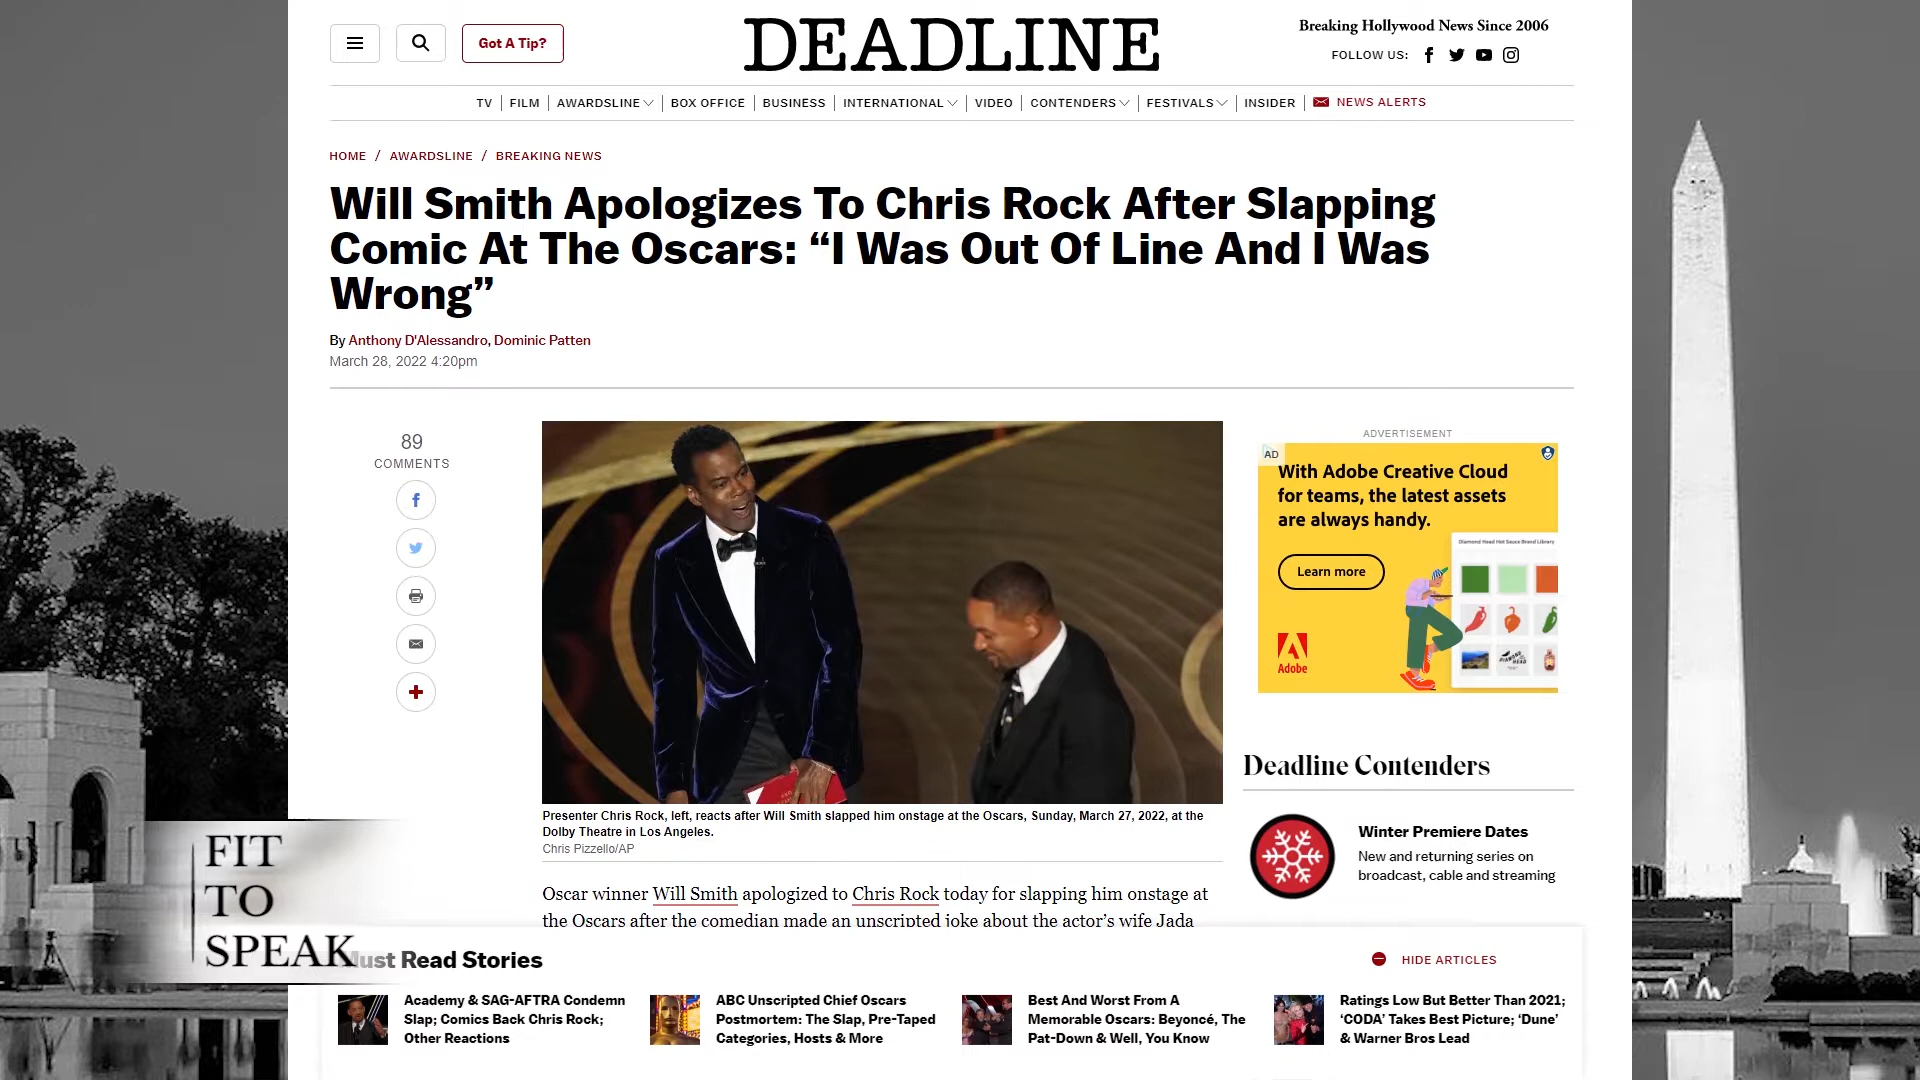 Got A Tip?
DEADLINE
Breaking Hollywood News Since 2006
FOLLOW US:
TV | FILM | AWARDSLINE | BOX OFFICE | BUSINESS | INTERNATIONAL | VIDEO | CONTENDERS | FESTIVALS | INSIDER | NEWS ALERTS
HOME / AWARDSLINE / BREAKING NEWS
Will Smith Apologizes To Chris Rock After Slapping
Comic At The Oscars: “I Was Out Of Line And I Was
Wrong”
By Anthony D'Alessandro, Dominic Patten
March 28, 2022 4:20pm
89
COMMENTS
Presenter Chris Rock, left, reacts after Will Smith slapped him onstage at the Oscars, Sunday, March 27, 2022, at the
Dolby Theatre in Los Angeles.
Chris Pizzello/AP
Oscar winner Will Smith apologized to Chris Rock today for slapping him onstage at
the Oscars after the comedian made an unscripted joke about the actor’s wife Jada
ADVERTISEMENT
AD
With Adobe Creative Cloud
for teams, the latest assets
are always handy.
Learn more
Adobe
Diamond Head Hot Sauce Brand Library
DIAMOND HEAD
Deadline Contenders
Winter Premiere Dates
New and returning series on
broadcast, cable and streaming
FIT
TO
SPEAK
Must Read Stories
HIDE ARTICLES
Academy & SAG-AFTRA Condemn
Slap; Comics Back Chris Rock;
Other Reactions
ABC Unscripted Chief Oscars
Postmortem: The Slap, Pre-Taped
Categories, Hosts & More
Best And Worst From A
Memorable Oscars: Beyoncé, The
Pat-Down & Well, You Know
Ratings Low But Better Than 2021;
‘CODA’ Takes Best Picture; ‘Dune’
& Warner Bros Lead